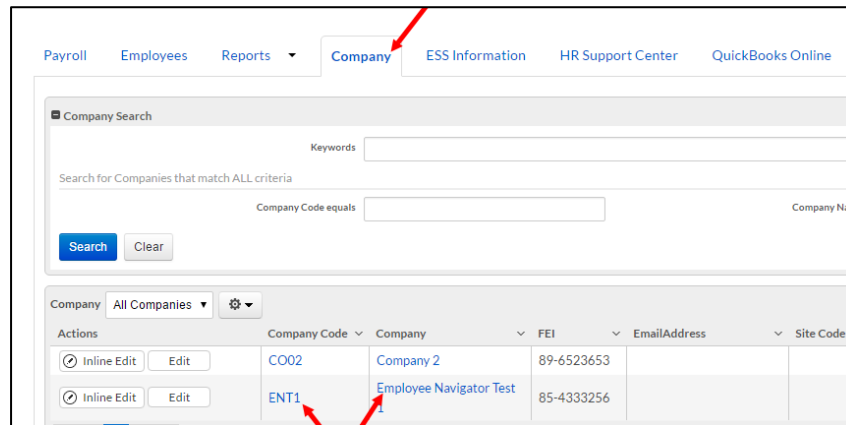 Payroll Employees Reports Company ESS Information HR Support Center QuickBooks Online
Company Search
Keywords
Search for Companies that match ALL criteria
Company Code equals Company Na
Search Clear
Company All Companies
Actions Company Code Company FEI EmailAddress Site Code
Inline Edit Edit CO02 Company 2 89-6523653
Inline Edit Edit ENT1 Employee Navigator Test 85-4333256
1